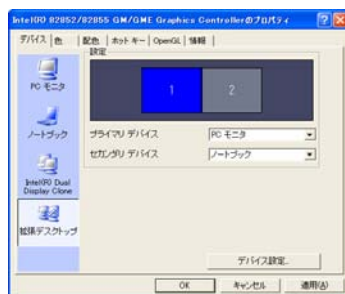 Intel(R) 82852/82855 GM/GME Graphics Controllerのプロパティ
デバイス 色 配色 ホット キー OpenGL 情報
設定
PC モニタ
1 2
ノートブック
プライマリ デバイス PC モニタ
セカンダリ デバイス ノートブック
Intel(R) Dual
Display Clone
拡張デスクトップ
デバイス設定...
OK キャンセル 適用(A)